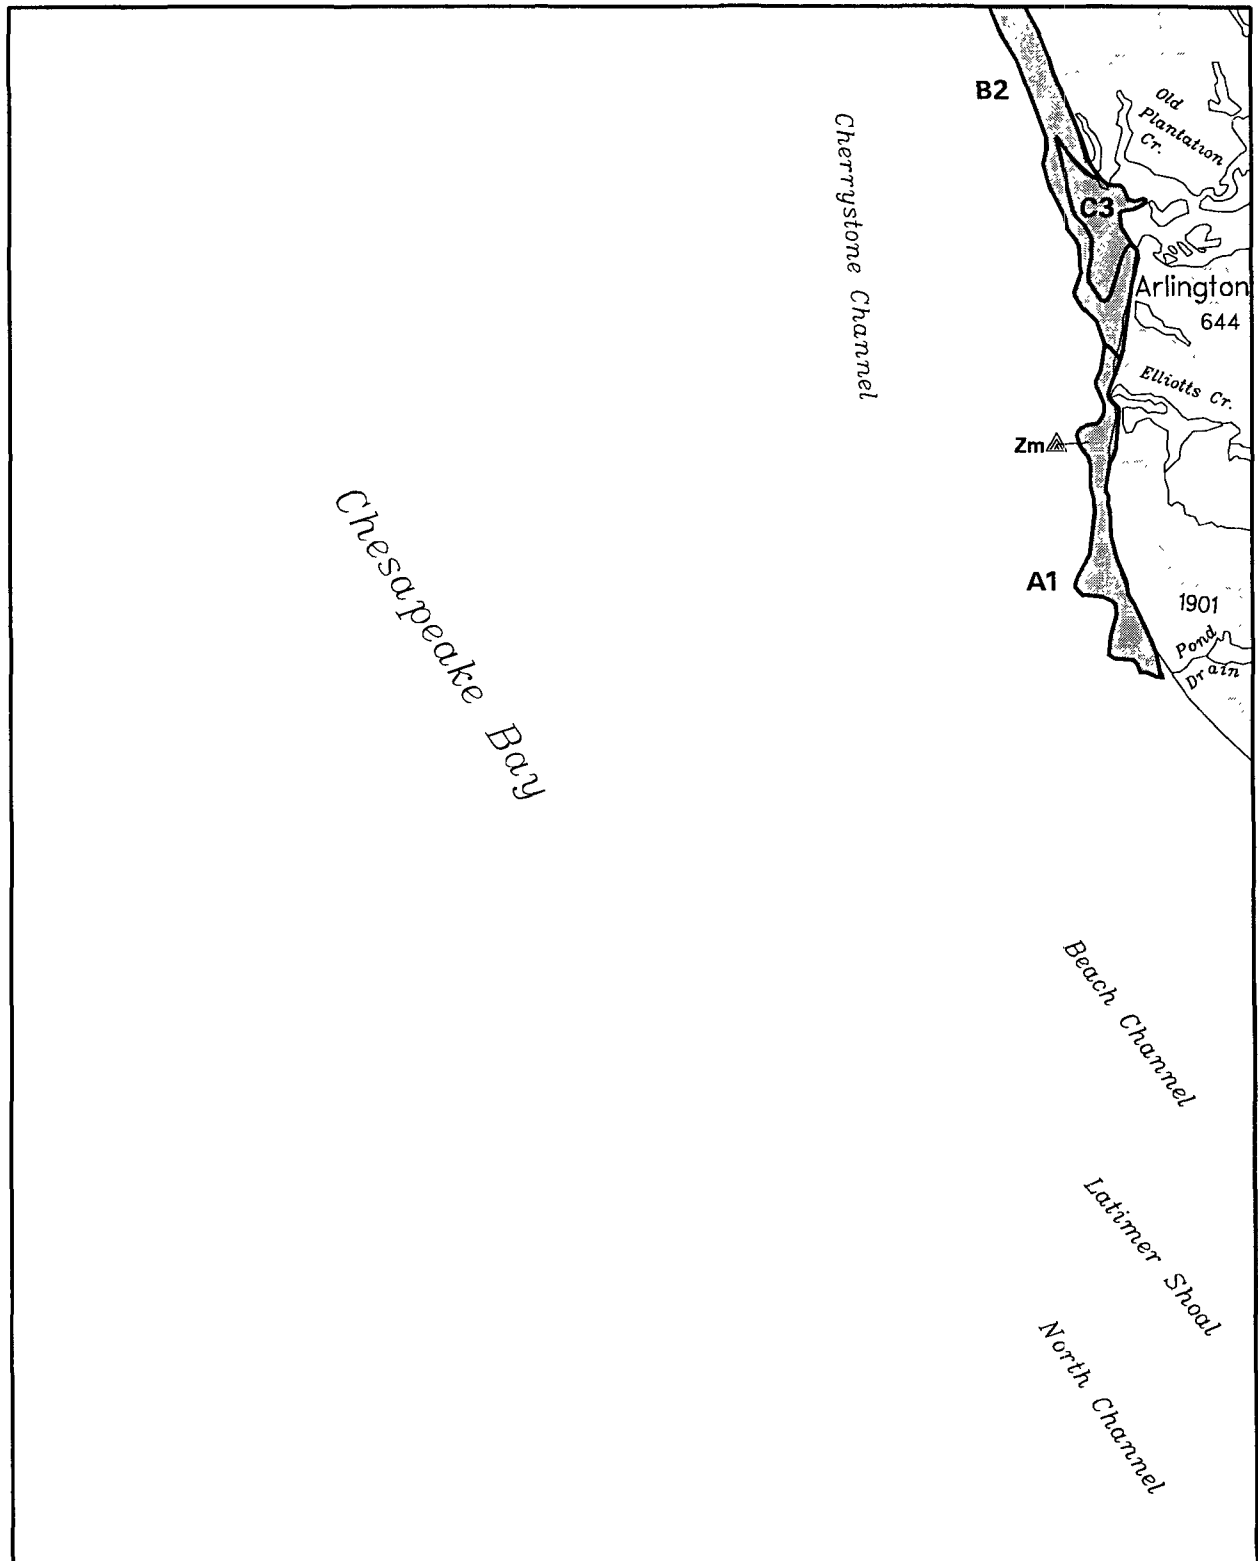 B2
Old
Plantation
Cr.
Cherrystone Channel
C3
Arlington
644
Elliotts Cr.
Zm
Chesapeake Bay
A1
1901
Pond
Drain
Beach Channel
Latimer Shoal
North Channel